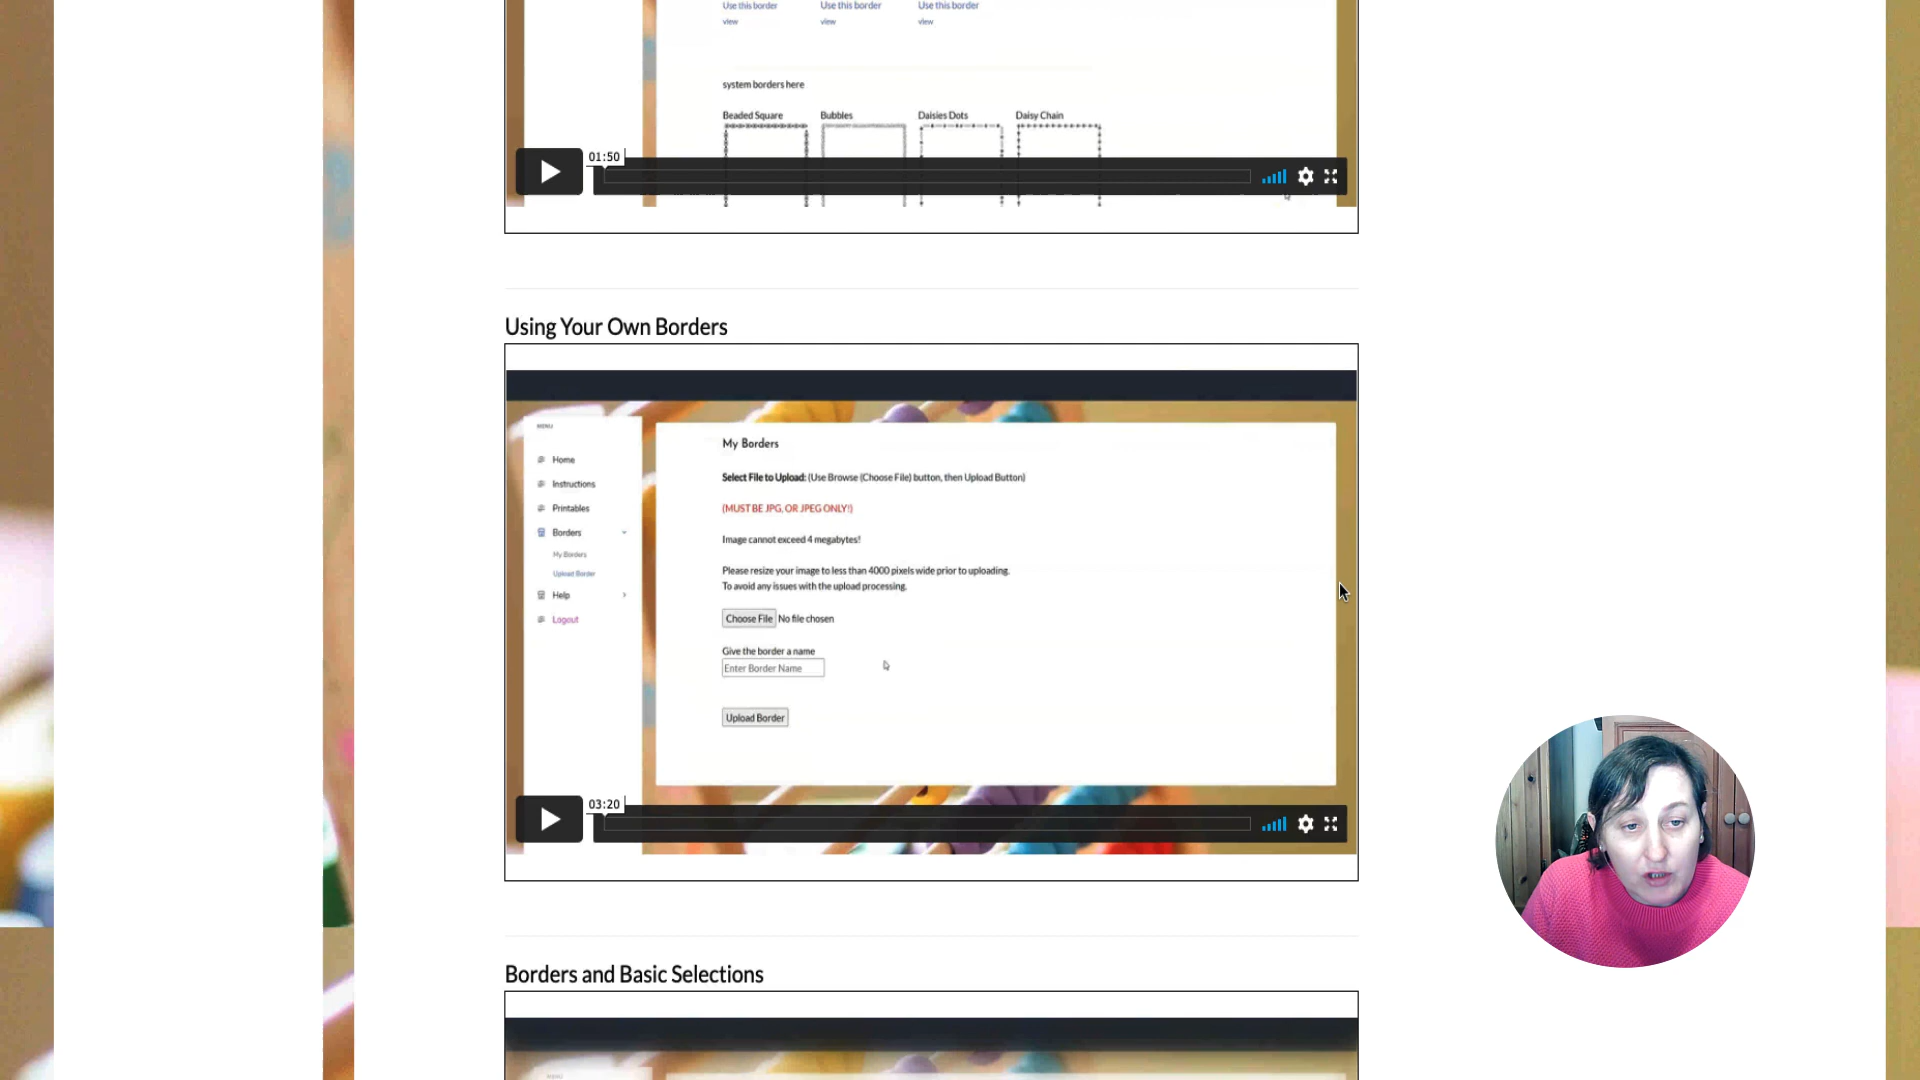 Use this border Use this border Use this border
view view view
system borders here
Beaded Square Bubbles Daisies Dots Daisy Chain
01:50
Using Your Own Borders
MENU
Home
Instructions
Printables
Borders
My Borders
Upload Border
Help
Logout
My Borders
Select File to Upload: (Use Browse (Choose File) button, then Upload Button)
(MUST BE JPG, OR JPEG ONLY!)
Image cannot exceed 4 megabytes!
Please resize your image to less than 4000 pixels wide prior to uploading.
To avoid any issues with the upload processing.
Choose File No file chosen
Give the border a name
Enter Border Name
Upload Border
03:20
Borders and Basic Selections
MENU